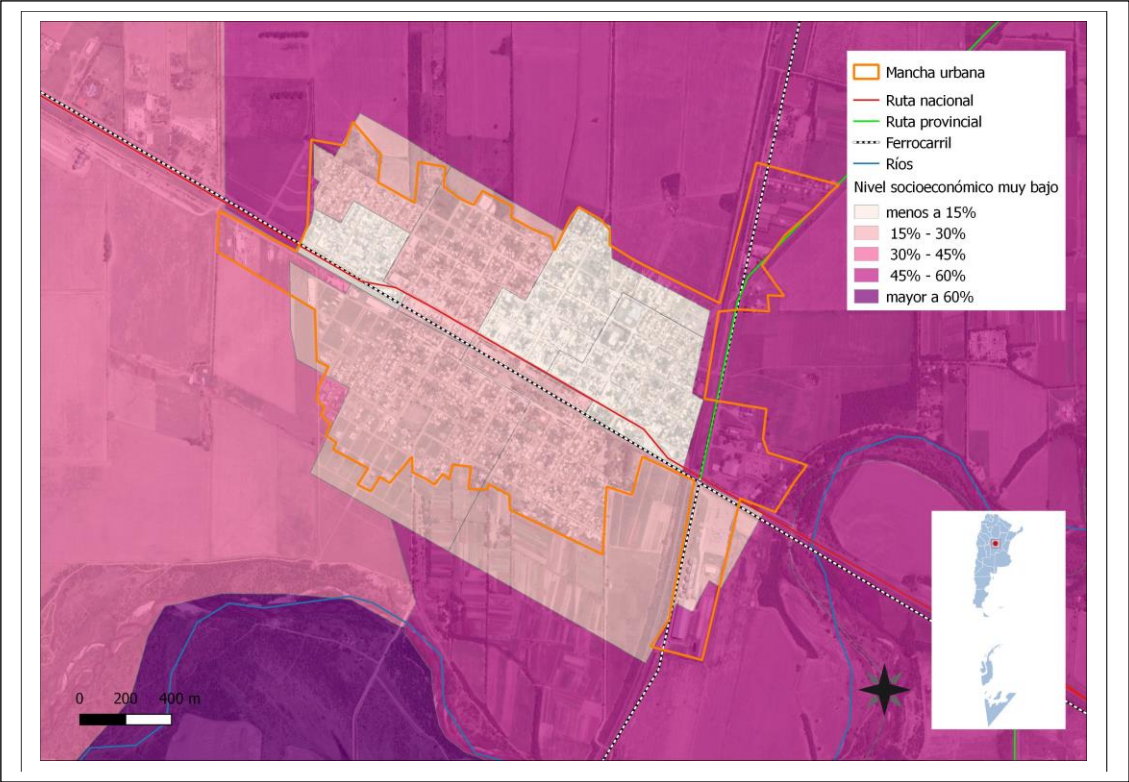 Mancha urbana
Ruta nacional
Ruta provincial
Ferrocarril
Ríos
Nivel socioeconómico muy bajo
menos a 15%
15% - 30%
30% - 45%
45% - 60%
mayor a 60%
0 200 400 m